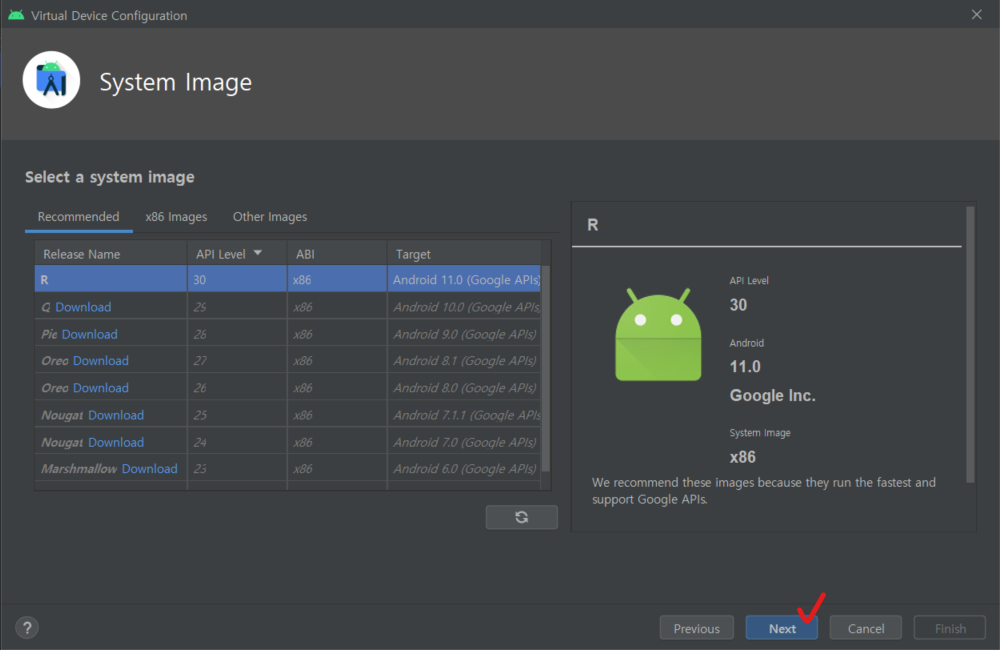 Virtual Device Configuration
System Image
Select a system image
Recommended x86 Images Other Images
Release Name API Level ABI Target
R 30 x86 Android 11.0 (Google APIs)
Q Download 29 x86 Android 10.0 (Google APIs)
Pie Download 28 x86 Android 9.0 (Google APIs)
Oreo Download 27 x86 Android 8.1 (Google APIs)
Oreo Download 26 x86 Android 8.0 (Google APIs)
Nougat Download 25 x86 Android 7.1.1 (Google APIs
Nougat Download 24 x86 Android 7.0 (Google APIs)
Marshmallow Download 23 x86 Android 6.0 (Google APIs)
R
API Level
30
Android
11.0
Google Inc.
System Image
x86
We recommend these images because they run the fastest and
support Google APIs.
?
Previous Next Cancel Finish